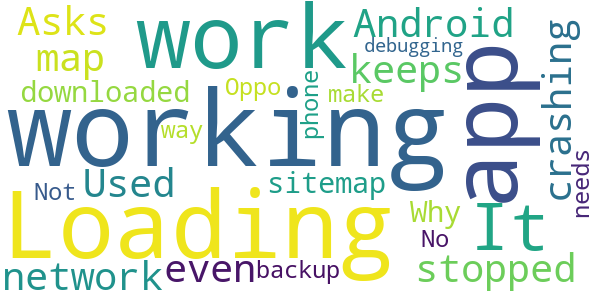 Asks
work
Android
debugging
map
keeps
crashing
downloaded
Oppo
phone
make
app
working
way
needs
Not
Used
sitemap
Loading
Why
It
No
network
even
backup
stopped